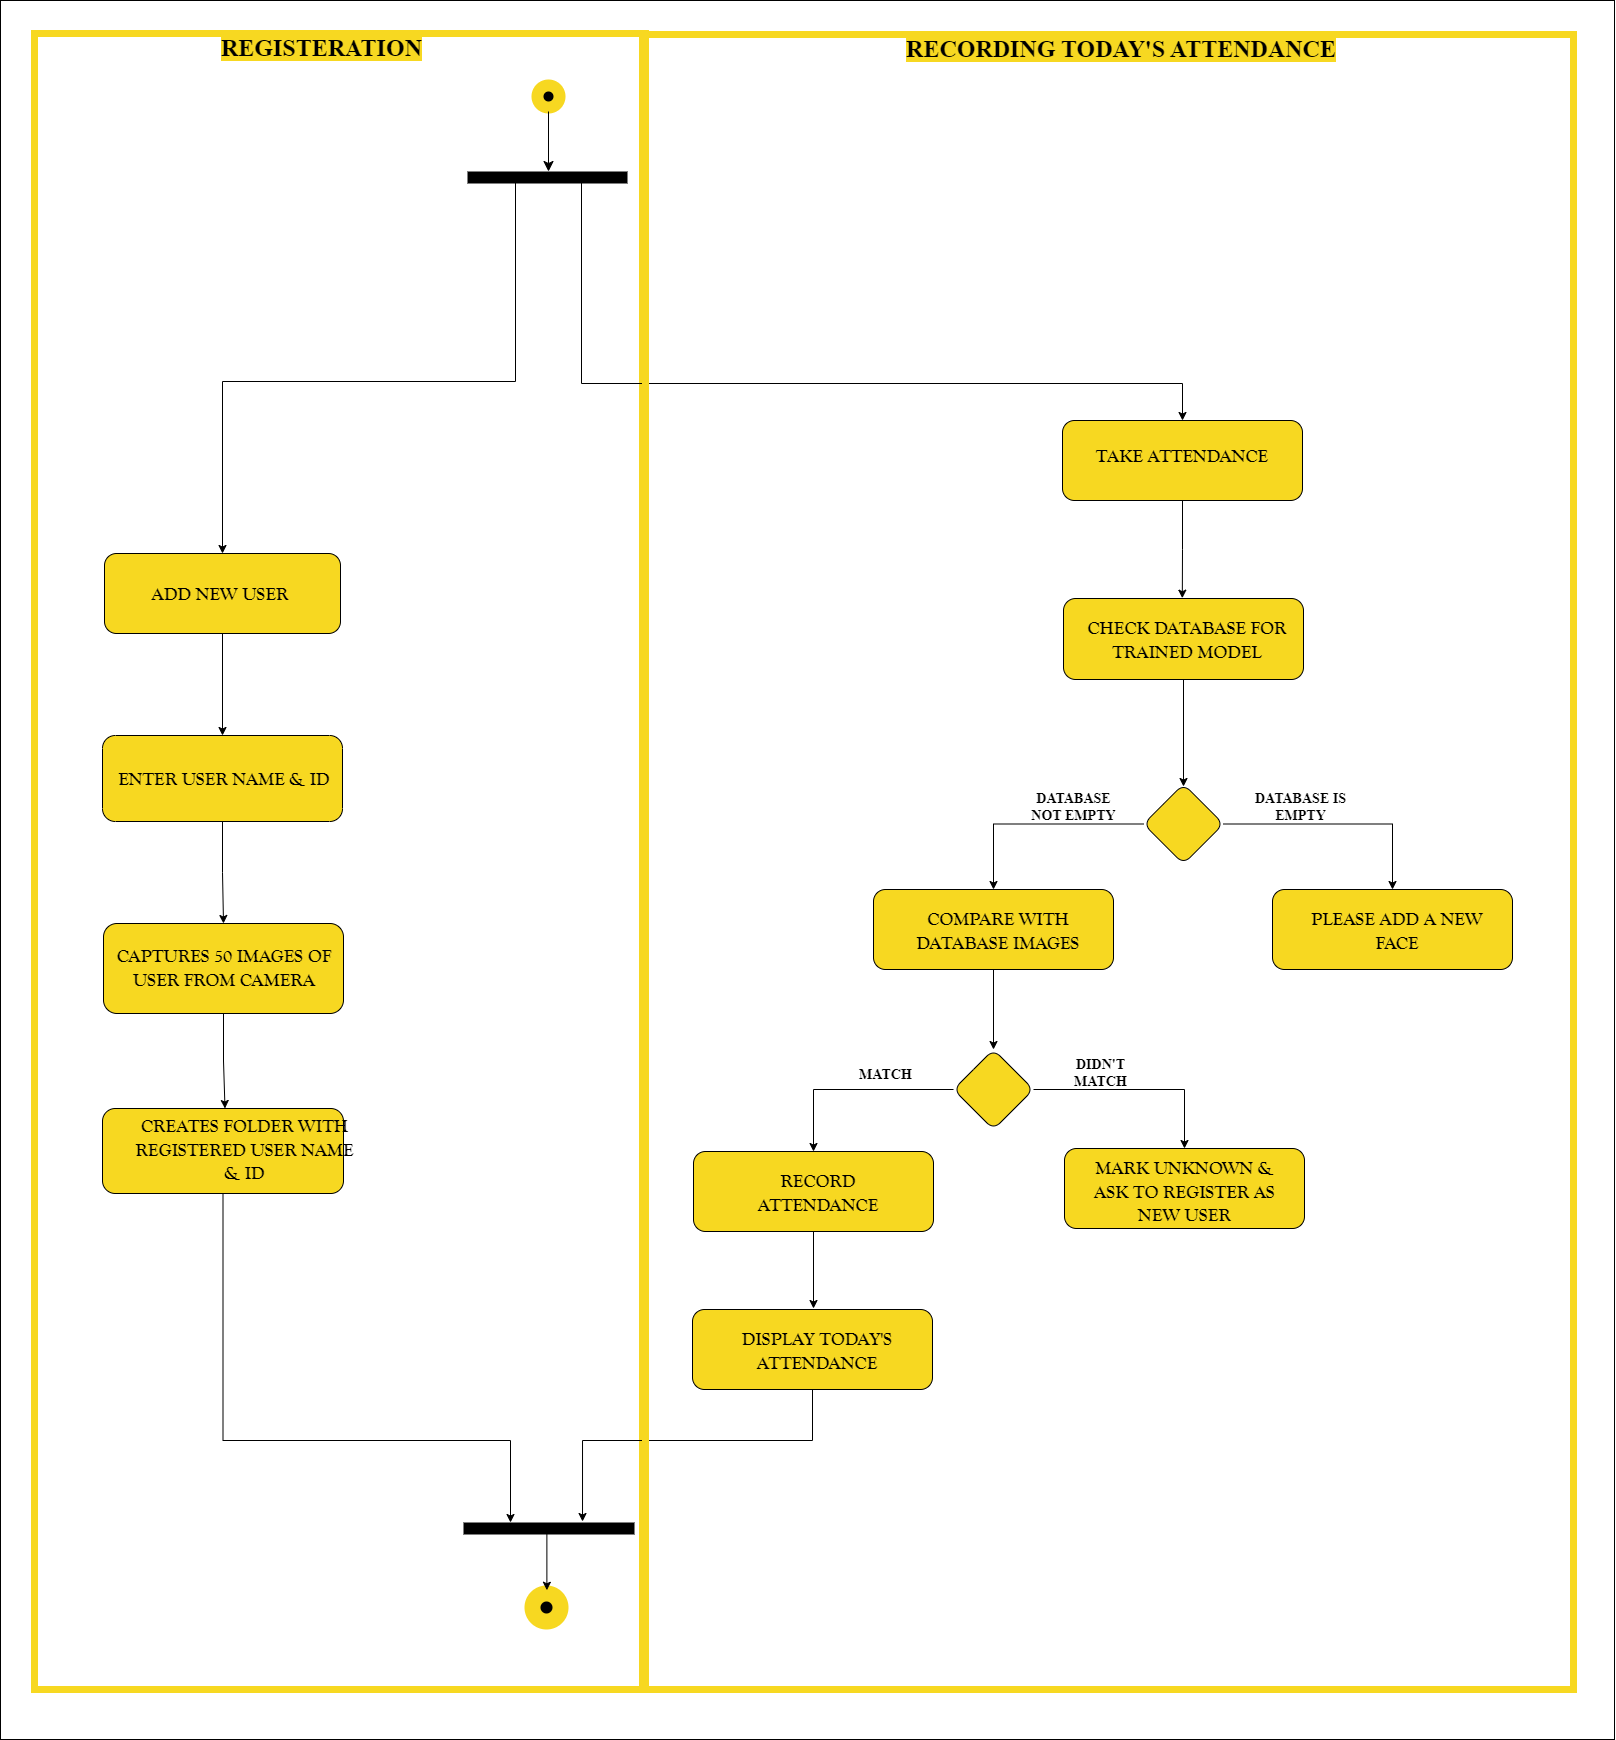 REGISTERATION
RECORDING TODAY'S ATTENDANCE
ADD NEW USER
ENTER USER NAME & ID
CAPTURES 50 IMAGES OF
USER FROM CAMERA
CREATES FOLDER WITH
REGISTERED USER NAME
& ID
TAKE ATTENDANCE
CHECK DATABASE FOR
TRAINED MODEL
DATABASE
NOT EMPTY
DATABASE IS
EMPTY
COMPARE WITH
DATABASE IMAGES
PLEASE ADD A NEW
FACE
MATCH
DIDN'T
MATCH
RECORD
ATTENDANCE
MARK UNKNOWN &
ASK TO REGISTER AS
NEW USER
DISPLAY TODAY'S
ATTENDANCE